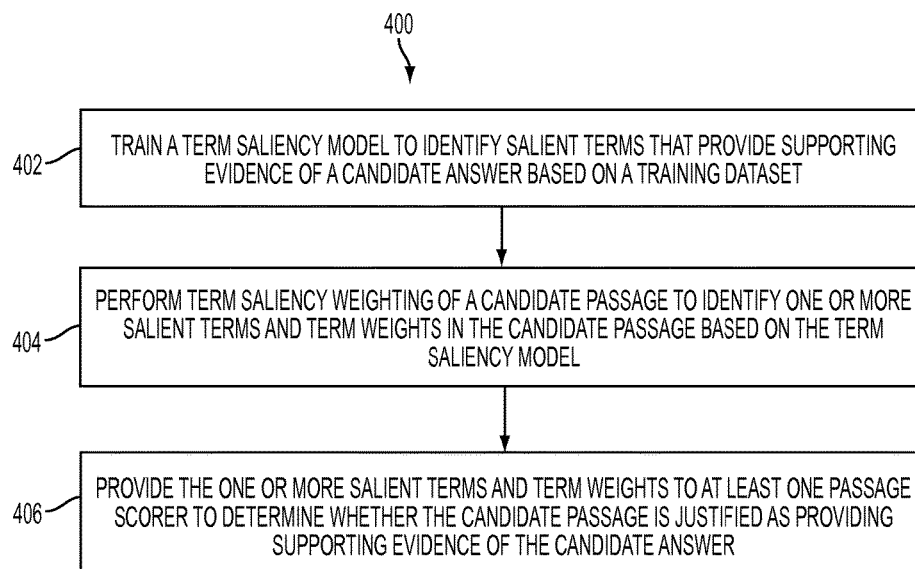 400
402
TRAIN A TERM SALIENCY MODEL TO IDENTIFY SALIENT TERMS THAT PROVIDE SUPPORTING
EVIDENCE OF A CANDIDATE ANSWER BASED ON A TRAINING DATASET
404
PERFORM TERM SALIENCY WEIGHTING OF A CANDIDATE PASSAGE TO IDENTIFY ONE OR MORE
SALIENT TERMS AND TERM WEIGHTS IN THE CANDIDATE PASSAGE BASED ON THE TERM
SALIENCY MODEL
406
PROVIDE THE ONE OR MORE SALIENT TERMS AND TERM WEIGHTS TO AT LEAST ONE PASSAGE
SCORER TO DETERMINE WHETHER THE CANDIDATE PASSAGE IS JUSTIFIED AS PROVIDING
SUPPORTING EVIDENCE OF THE CANDIDATE ANSWER